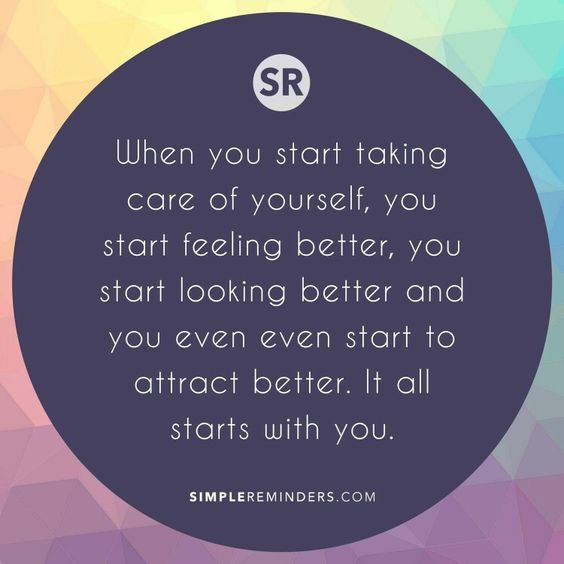 SR
When you start taking
care of yourself, you
start feeling better, you
start looking better and
you even even start to
attract better. It all
starts with you.
SIMPLEREMINDERS.COM